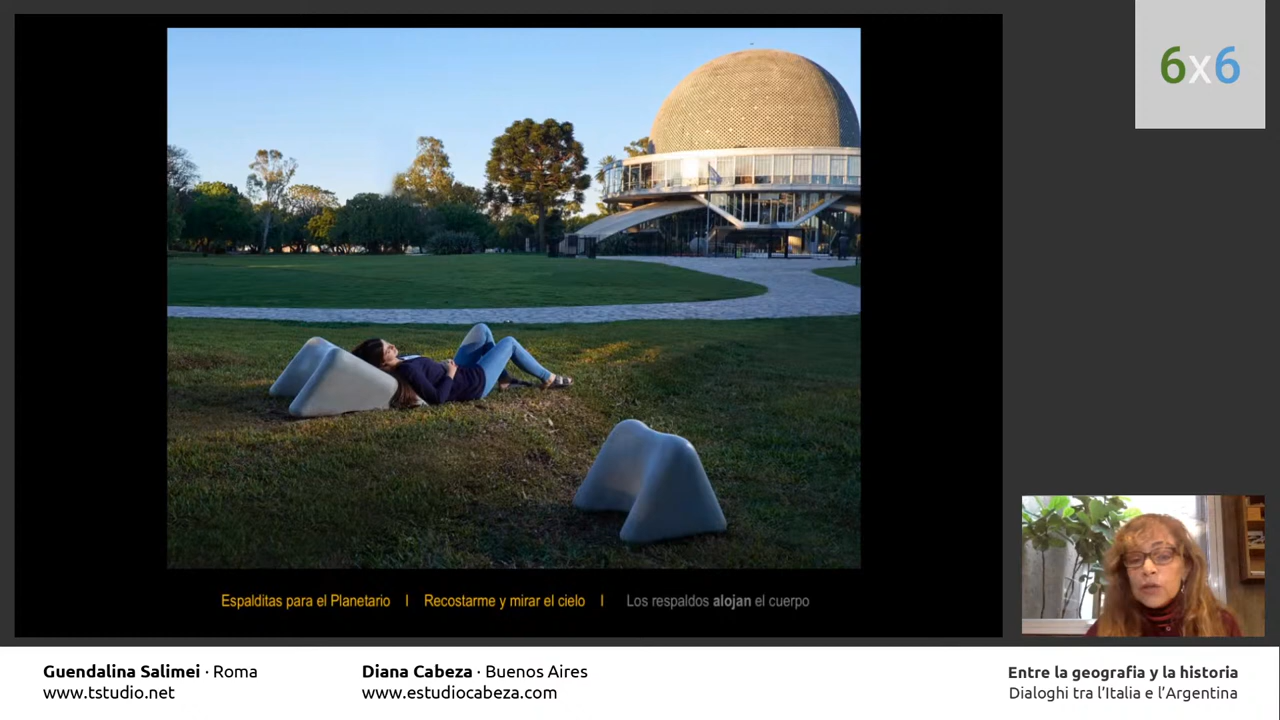 6x6
Espalditas para el Planetario | Recostarme y mirar el cielo | Los respaldos alojan el cuerpo
Guendalina Salimei · Roma
www.tstudio.net
Diana Cabeza · Buenos Aires
www.estudiocabeza.com
Entre la geografia y la historia
Dialoghi tra l'Italia e l'Argentina